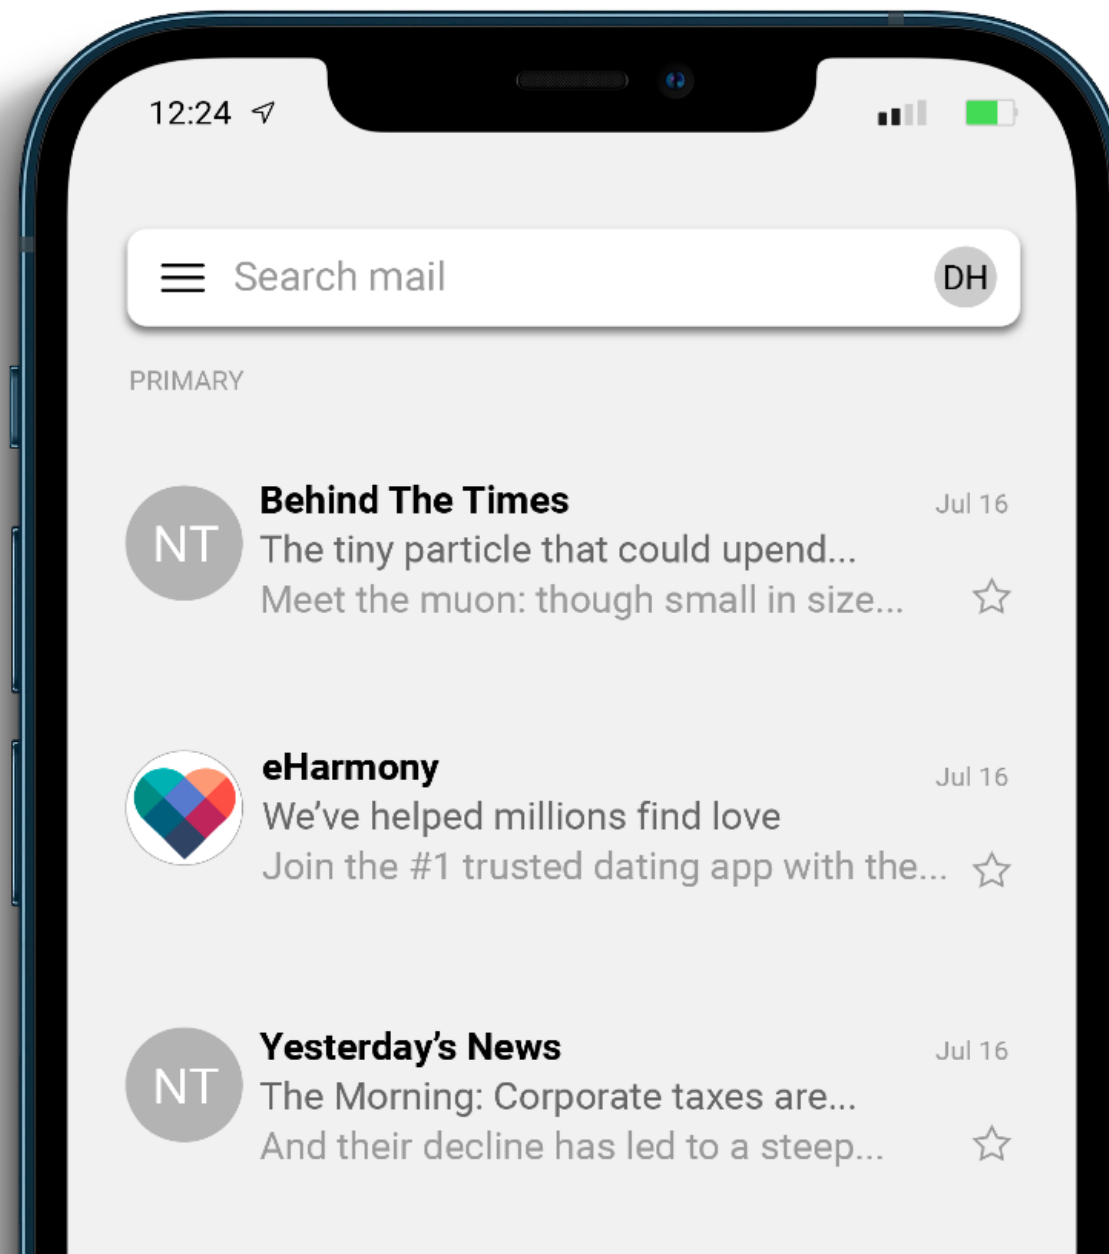 12:24
Search mail
DH
PRIMARY
NT
Behind The Times
Jul 16
The tiny particle that could upend...
Meet the muon: though small in size...
eHarmony
Jul 16
We’ve helped millions find love
Join the #1 trusted dating app with the...
NT
Yesterday’s News
Jul 16
The Morning: Corporate taxes are...
And their decline has led to a steep...